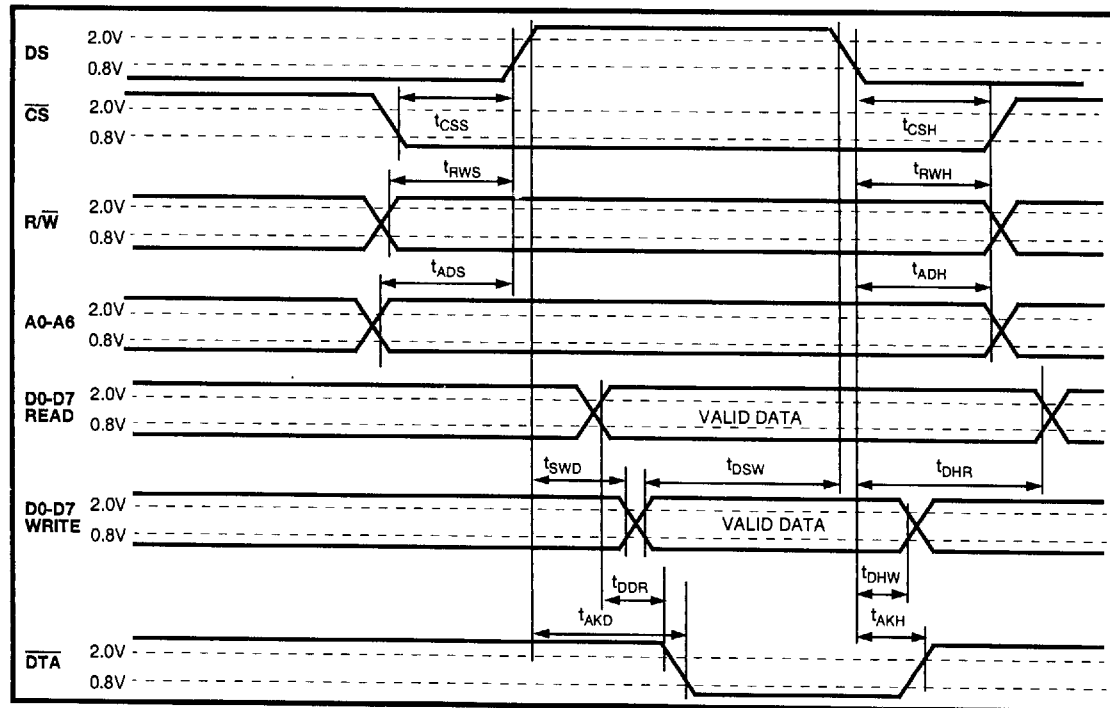 DS 2.0V
0.8V
C̅S̅ 2.0V
0.8V
tCSS tCSH
tRWS tRWH
R/W̅ 2.0V
0.8V
tADS tADH
A0-A6 2.0V
0.8V
D0-D7 2.0V
READ 0.8V
VALID DATA
tSWD tDSW tDHR
D0-D7 2.0V
WRITE 0.8V
VALID DATA
tDDR tDHW
tAKD tAKH
D̅T̅A̅ 2.0V
0.8V